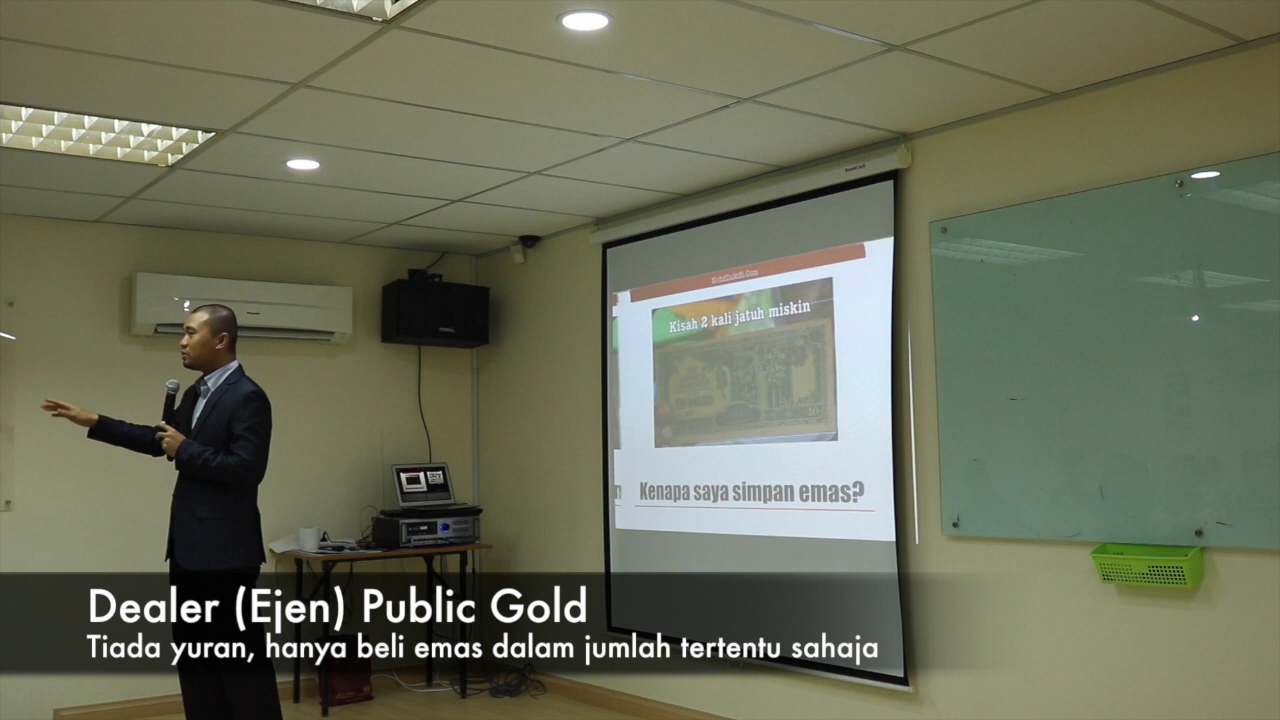 Kisah 2 kali jatuh miskin
Kenapa saya simpan emas?
Dealer (Ejen) Public Gold
Tiada yuran, hanya beli emas dalam jumlah tertentu sahaja